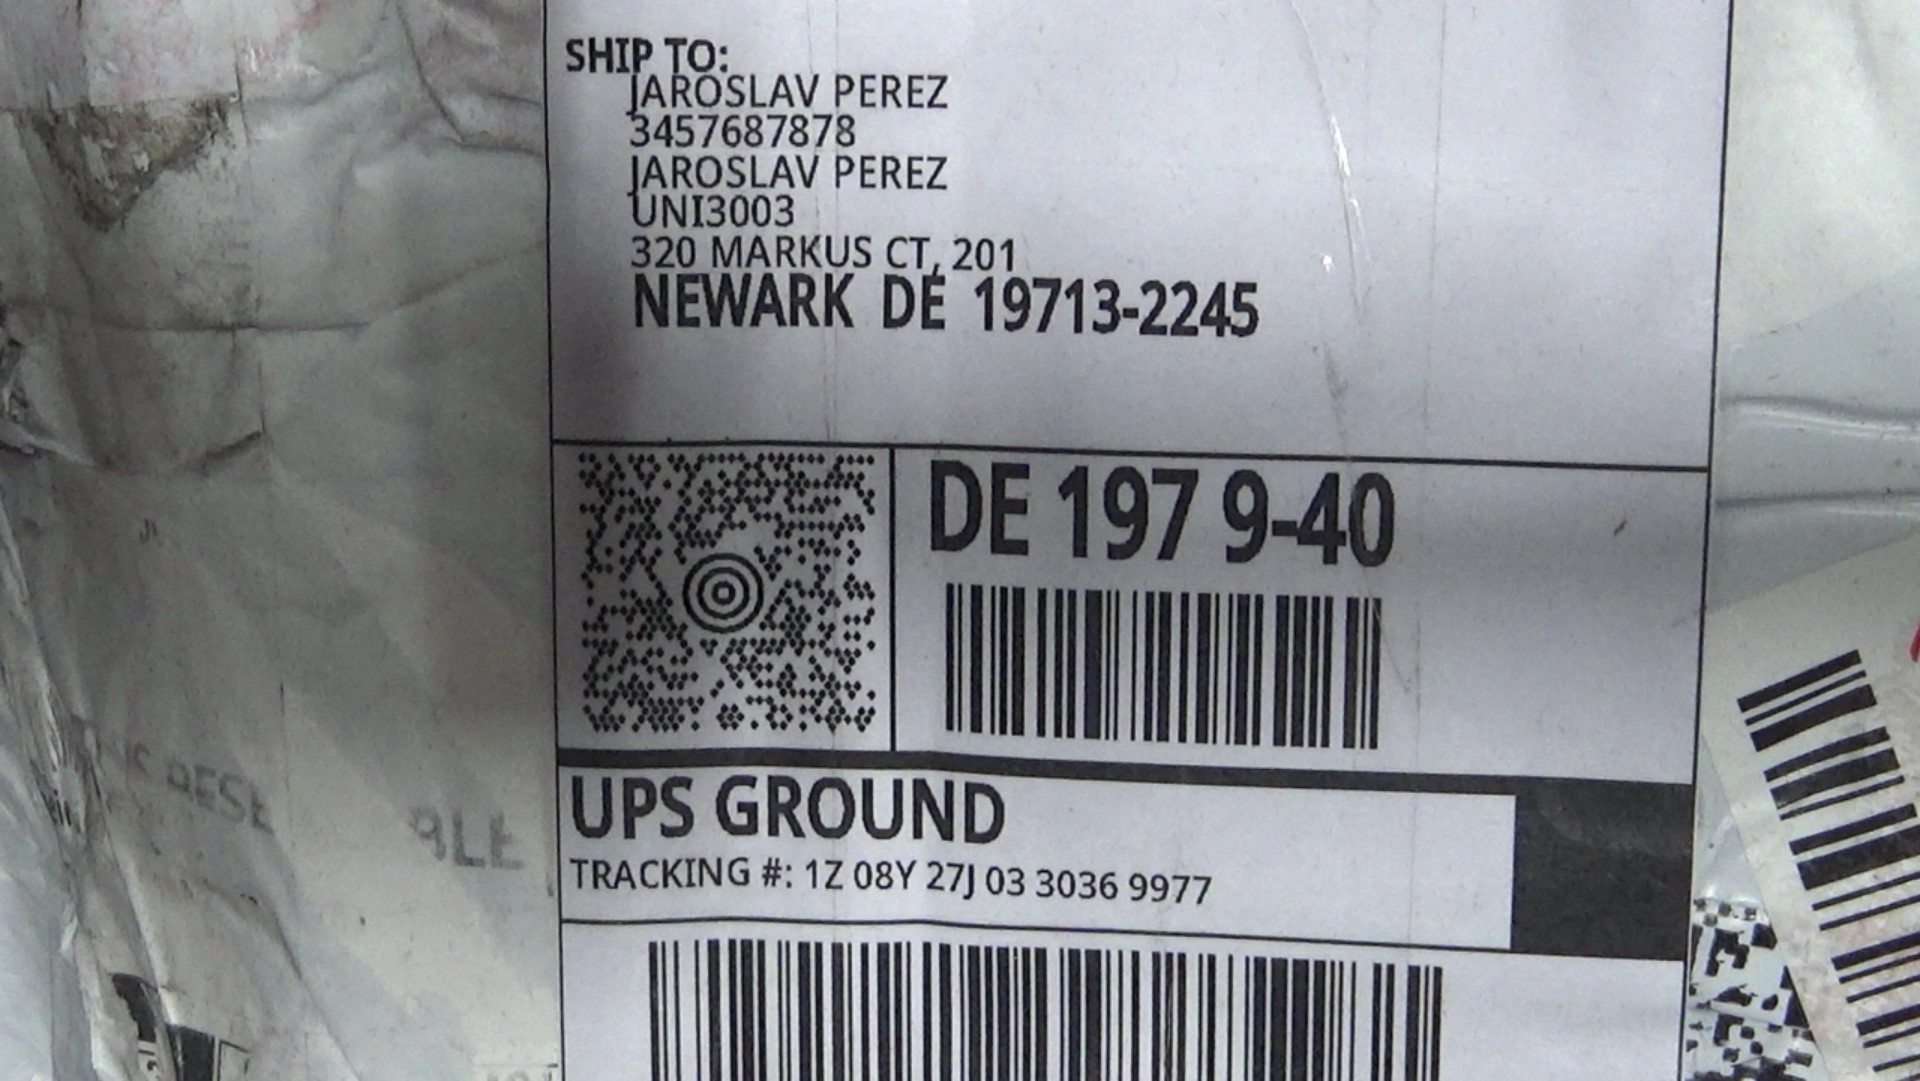 SHIP TO:
JAROSLAV PEREZ
3457687878
JAROSLAV PEREZ
UNI3003
320 MARKUS CT, 201
NEWARK DE 19713-2245
DE 197 9-40
UPS GROUND
TRACKING #: 1Z 08Y 27J 03 3036 9977